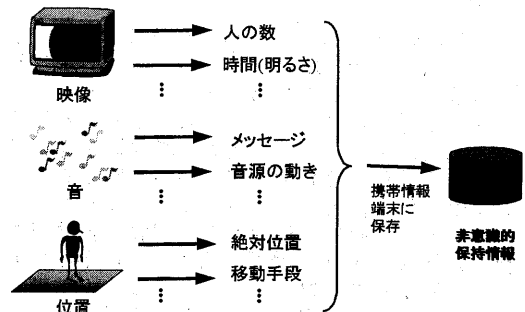 人の数
時間(明るさ)
映像
メッセージ
音源の動き
音
絶対位置
移動手段
位置
携帯情報
端末に
保存
非意識的
保持情報